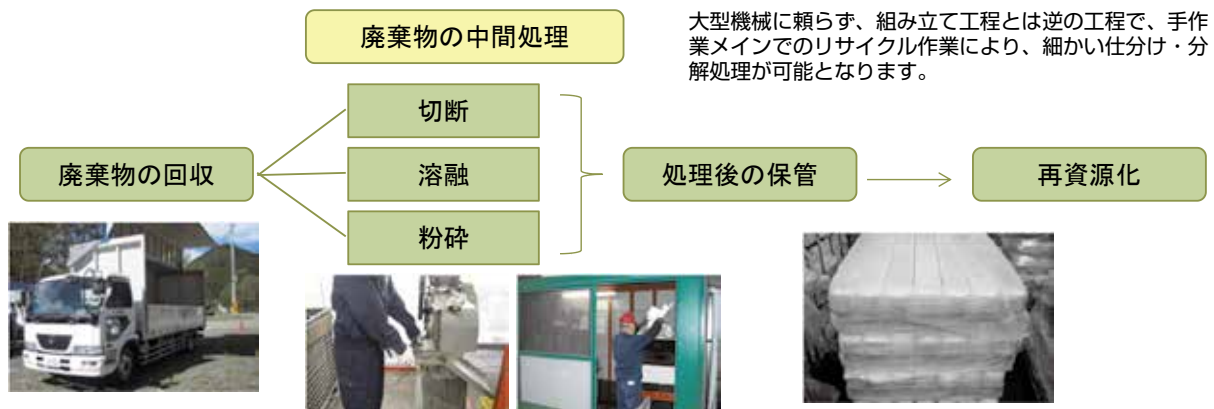 廃棄物の中間処理
大型機械に頼らず、組み立て工程とは逆の工程で、手作
業メインでのリサイクル作業により、細かい仕分け・分
解処理が可能となります。
切断
廃棄物の回収
溶融
処理後の保管
再資源化
粉砕